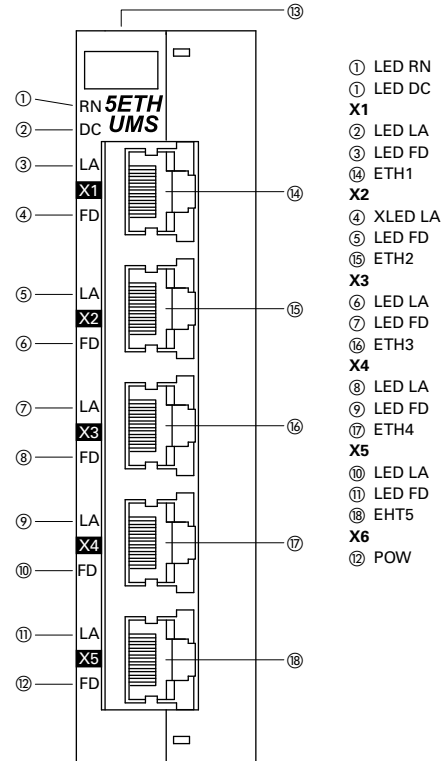 ⑬
① RN 5ETH
② DC UMS
③ LA
X1 ⑭
④ FD
⑤ LA
X2 ⑮
⑥ FD
⑦ LA
X3 ⑯
⑧ FD
⑨ LA
X4 ⑰
⑩ FD
⑪ LA
X5 ⑱
⑫ FD
① LED RN
① LED DC
X1
② LED LA
③ LED FD
⑭ ETH1
X2
④ XLED LA
⑤ LED FD
⑮ ETH2
X3
⑥ LED LA
⑦ LED FD
⑯ ETH3
X4
⑧ LED LA
⑨ LED FD
⑰ ETH4
X5
⑩ LED LA
⑪ LED FD
⑱ EHT5
X6
⑫ POW